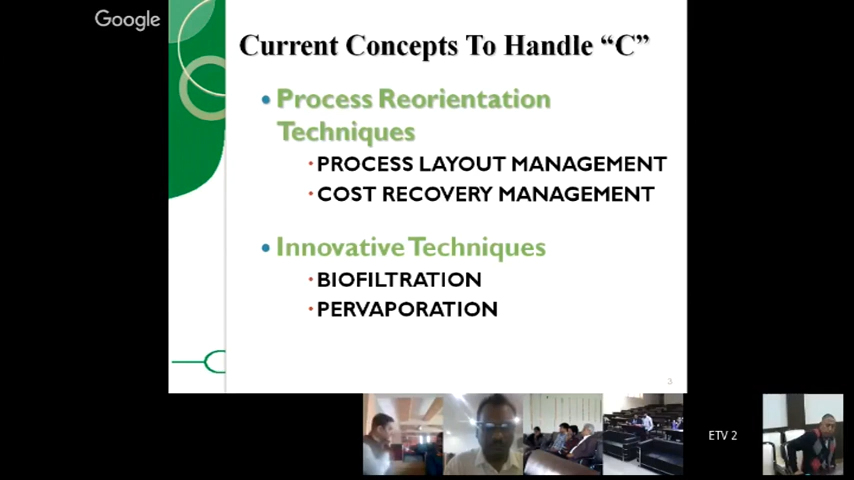 Google
Current Concepts To Handle “C”
• Process Reorientation
Techniques
· PROCESS LAYOUT MANAGEMENT
· COST RECOVERY MANAGEMENT
• Innovative Techniques
· BIOFILTRATION
· PERVAPORATION
3
ETV 2